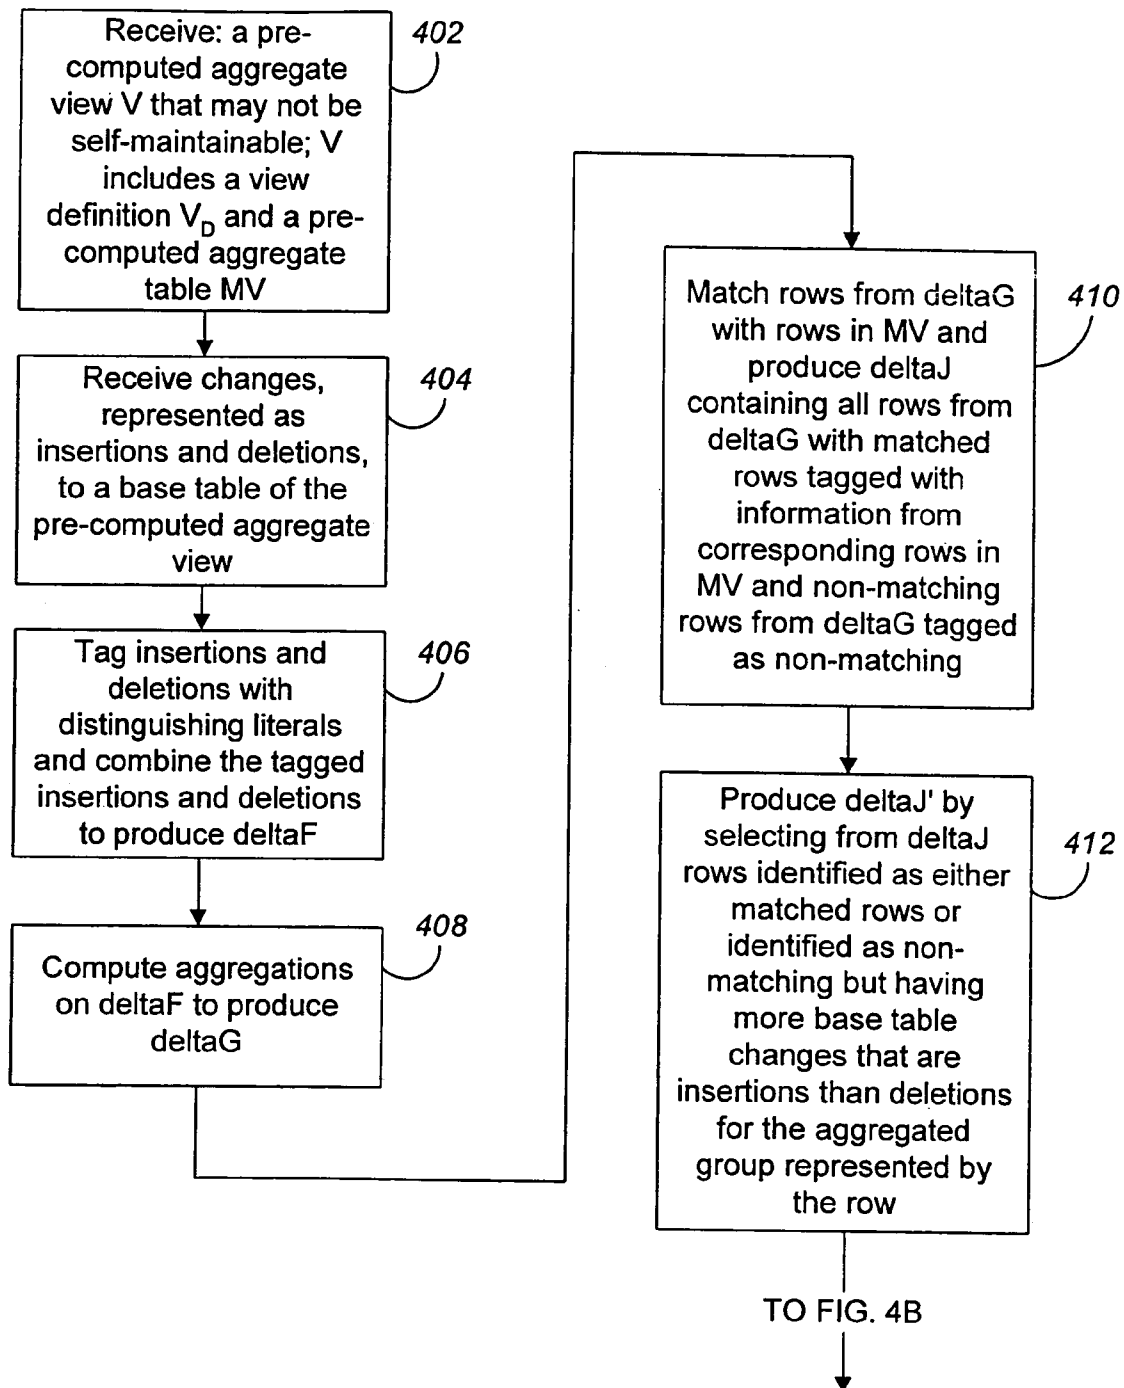 Receive: a pre-
computed aggregate
view V that may not be
self-maintainable; V
includes a view
definition VD and a pre-
computed aggregate
table MV
402
Receive changes,
represented as
insertions and deletions,
to a base table of the
pre-computed aggregate
view
404
Tag insertions and
deletions with
distinguishing literals
and combine the tagged
insertions and deletions
to produce deltaF
406
Compute aggregations
on deltaF to produce
deltaG
408
Match rows from deltaG
with rows in MV and
produce deltaJ
containing all rows from
deltaG with matched
rows tagged with
information from
corresponding rows in
MV and non-matching
rows from deltaG tagged
as non-matching
410
Produce deltaJ' by
selecting from deltaJ
rows identified as either
matched rows or
identified as non-
matching but having
more base table
changes that are
insertions than deletions
for the aggregated
group represented by
the row
412
TO FIG. 4B